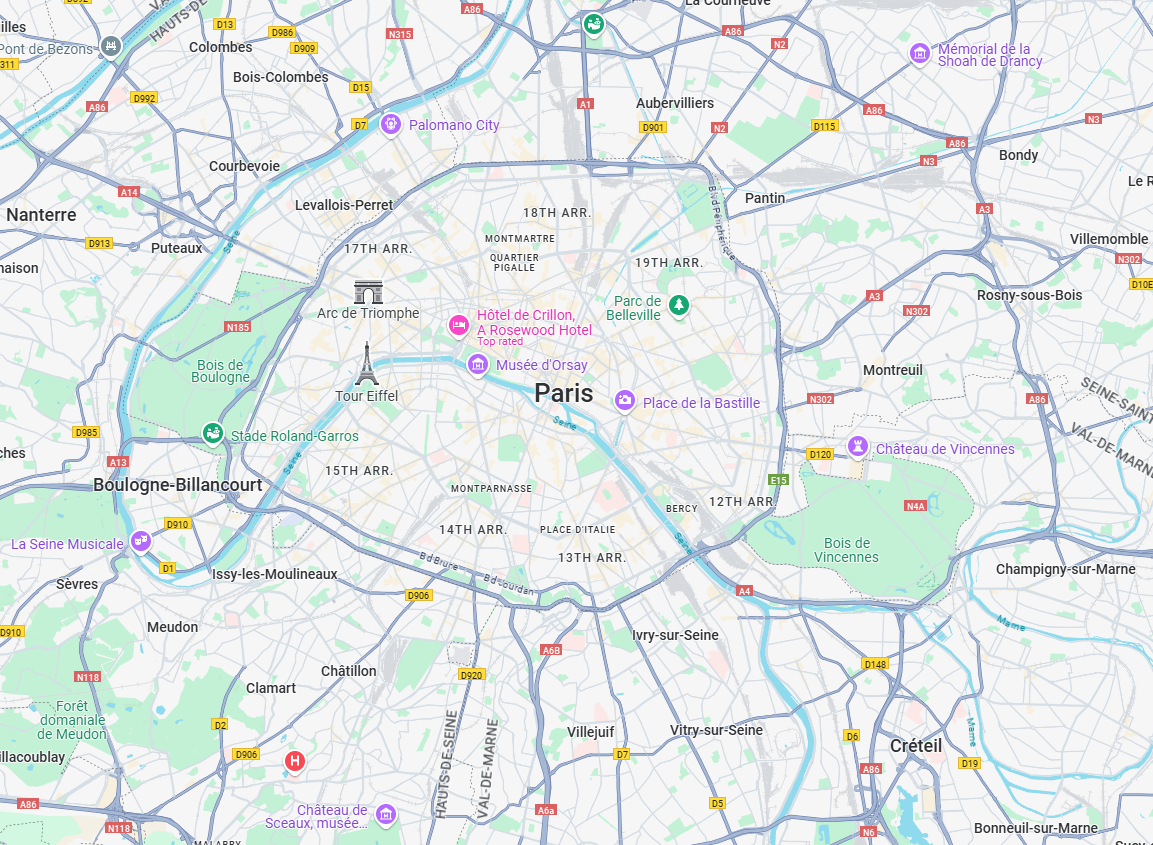 La Courneuve
D992
A86
illes
HAUTS-DE-
D13
D986
N315
A86
N2
Pont de Bezons
Colombes
D909
Mémorial de la
Shoah de Drancy
311
Bois-Colombes
D15
A86
D992
A1
Aubervilliers
A86
N3
D7
Palomano City
D901
N2
D115
A86
Courbevoie
N3
Bondy
A14
Levallois-Perret
Pantin
Le R
Nanterre
18TH ARR.
Blvd Périphérique
A3
D913
Puteaux
Seine
17TH ARR.
MONTMARTRE
Villemomble
QUARTIER
PIGALLE
19TH ARR.
N302
naison
D10E
Arc de Triomphe
Parc de
Belleville
A3
Rosny-sous-Bois
N302
N185
Hôtel de Crillon,
A Rosewood Hotel
Top rated
Bois de
Boulogne
Musée d'Orsay
Montreuil
Tour Eiffel
Paris
Place de la Bastille
N302
A86
SEINE-SAINT
Seine
D985
Stade Roland-Garros
VAL-DE-MARNE
ches
A13
Seine
15TH ARR.
D120
Château de Vincennes
Boulogne-Billancourt
MONTPARNASSE
E15
12TH ARR.
BERCY
N4A
D910
14TH ARR.
PLACE D'ITALIE
La Seine Musicale
Seine
Bois de
Vincennes
13TH ARR.
D1
Issy-les-Moulineaux
Bd Brune
Bd Jourdan
Champigny-sur-Marne
Sèvres
D906
A4
Marne
D910
Meudon
Ivry-sur-Seine
A6B
Châtillon
D148
N118
D920
Clamart
Forêt
domaniale
de Meudon
D2
HAUTS-DE-SEINE
VAL-DE-MARNE
Villejuif
Vitry-sur-Seine
Marne
D6
Créteil
illacoublay
D906
H
D7
D19
A86
A86
Château de
Sceaux, musée...
A6a
D5
N118
N6
Bonneuil-sur-Marne